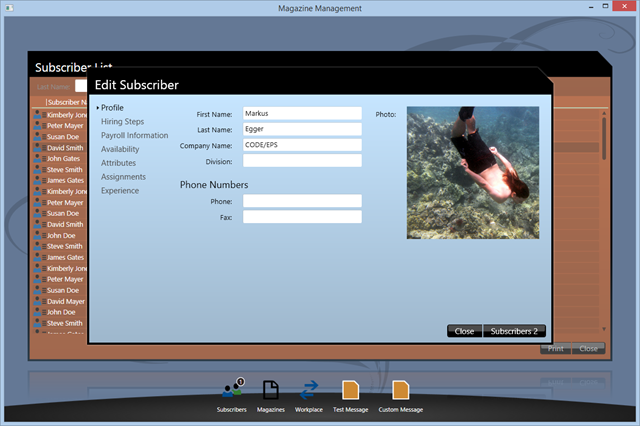 Magazine Management
Subscriber List
Last Name:
Edit Subscriber
Subscriber
Kimberly Jone
Peter Mayer
Susan Doe
David Smith
John Gates
Steve Smith
James Gates
Kimberly Jone
Peter Mayer
Susan Doe
David Smith
John Doe
Steve Smith
James Gates
Kimberly Jone
Peter Mayer
Susan Doe
David Mayer
John Doe
Steve Smith
James Gates
Profile
Hiring Steps
Payroll Information
Availability
Attributes
Assignments
Experience
First Name: Markus
Last Name: Egger
Company Name: CODE/EPS
Division:
Phone Numbers
Phone:
Fax:
Photo:
Close Subscribers 2
Print Close
1
Subscribers Magazines Workplace Test Message Custom Message